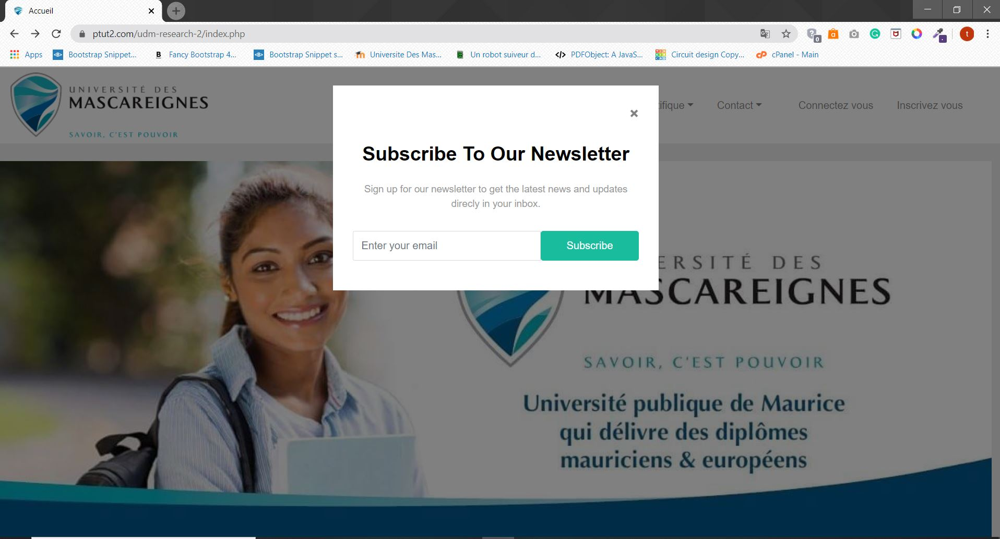 Accueil
ptut2.com/udm-research-2/index.php
0
t
Apps
Bootstrap Snippet...
B
Fancy Bootstrap 4...
Bootstrap Snippet s...
Universite Des Mas...
Un robot suiveur d...
PDFObject: A JavaS...
Circuit design Copy...
cPanel - Main
UNIVERSITÉ DES
MASCAREIGNES
SAVOIR, C'EST POUVOIR
tifique
Contact
Connectez vous
Inscrivez vous
Subscribe To Our Newsletter
Sign up for our newsletter to get the latest news and updates
direcly in your inbox.
Enter your email
Subscribe
ERSITÉ DES
MASCAREIGNES
SAVOIR, C'EST POUVOIR
Université publique de Maurice
qui délivre des diplômes
mauriciens & européens